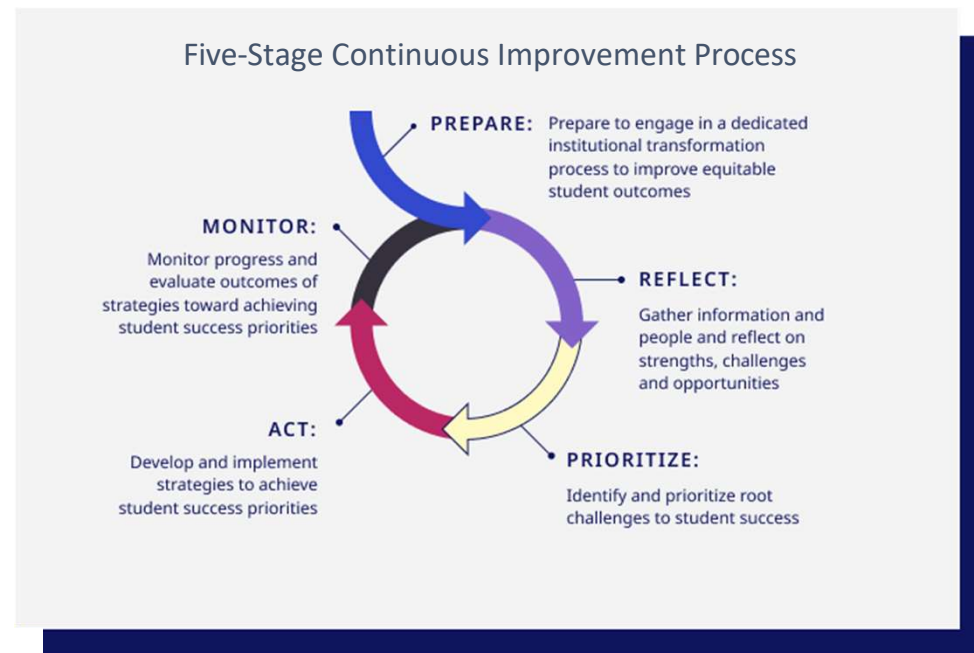 Five-Stage Continuous Improvement Process
PREPARE: Prepare to engage in a dedicated
institutional transformation
process to improve equitable
student outcomes
REFLECT:
Gather information and
people and reflect on
strengths, challenges
and opportunities
PRIORITIZE:
Identify and prioritize root
challenges to student success
ACT:
Develop and implement
strategies to achieve
student success priorities
MONITOR:
Monitor progress and
evaluate outcomes of
strategies toward achieving
student success priorities